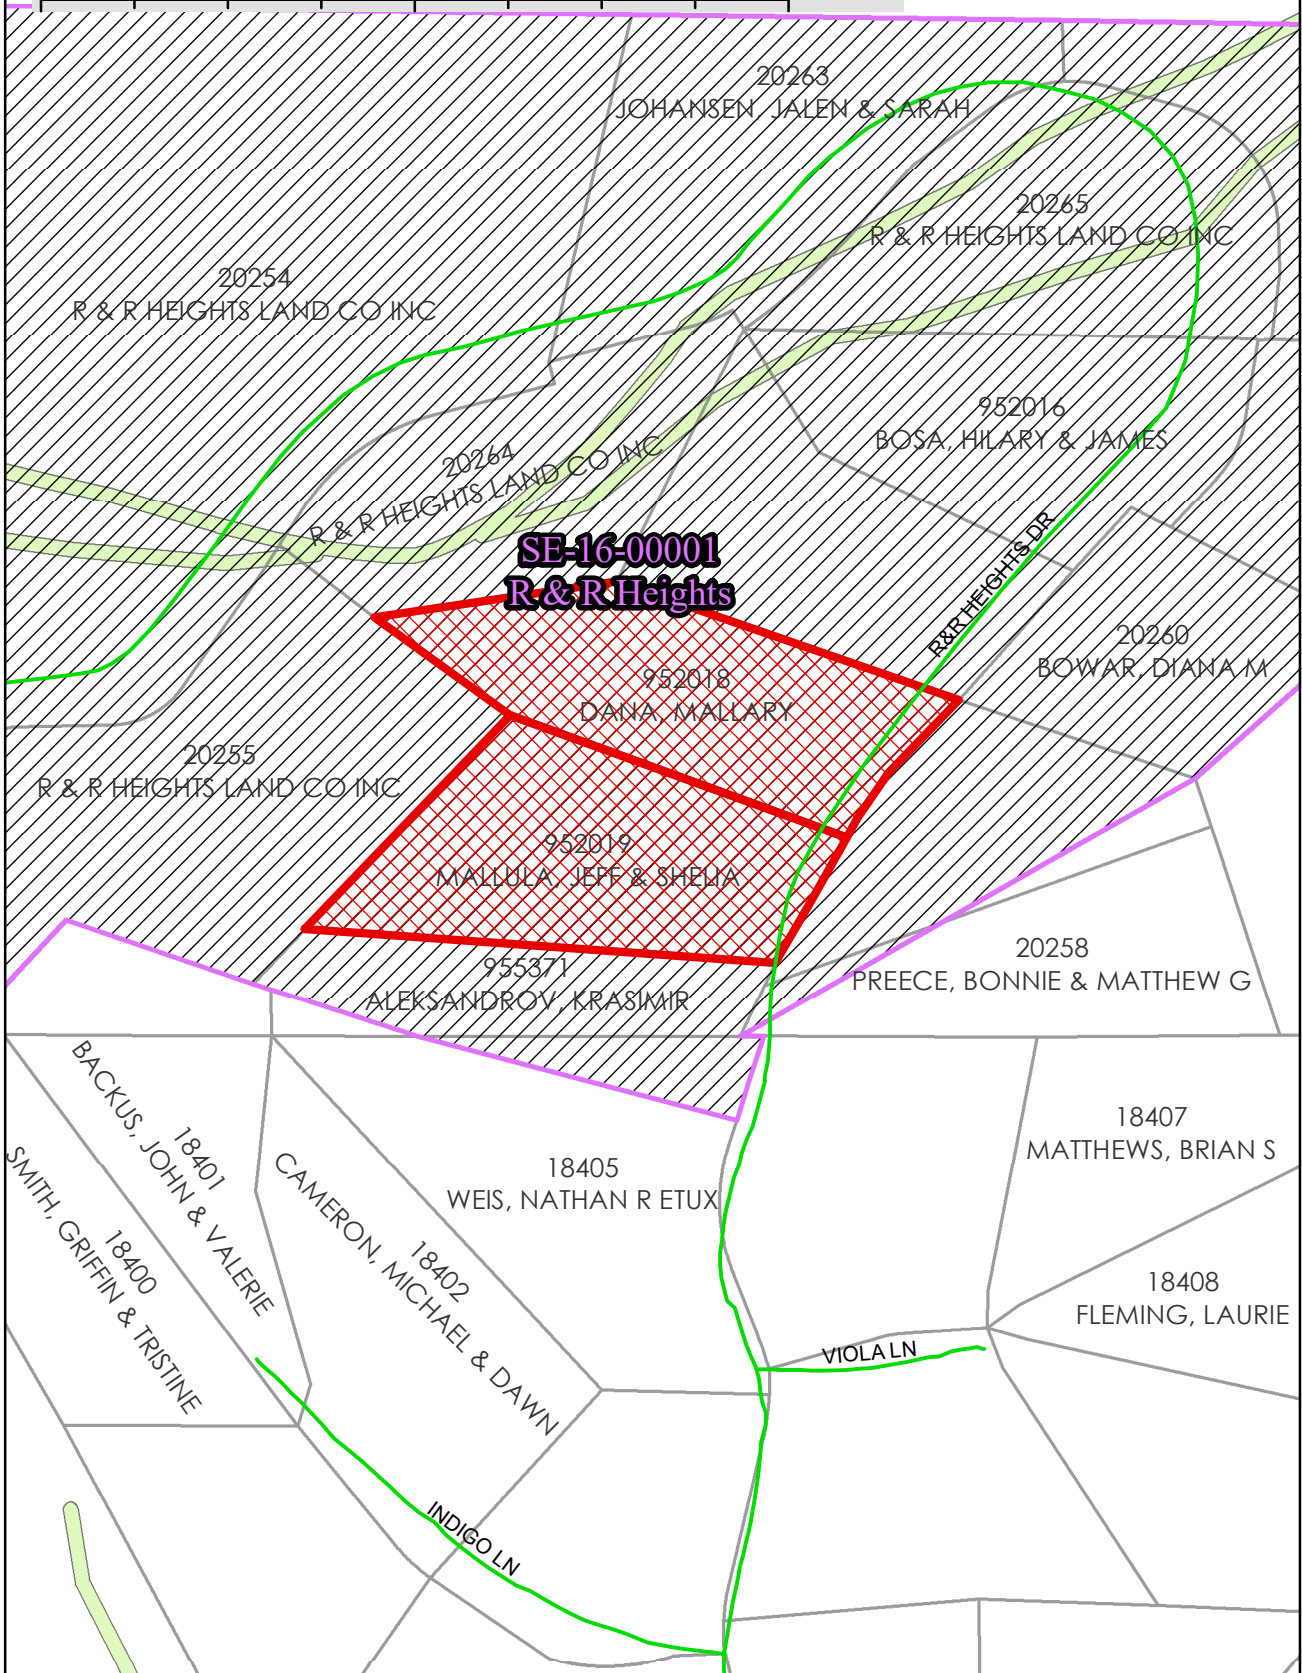 20263
JOHANSEN, JALEN & SARAH
20265
R & R HEIGHTS LAND CO INC
20254
R & R HEIGHTS LAND CO INC
952016
BOSA, HILARY & JAMES
20264
R & R HEIGHTS LAND CO INC
SE-16-00001
R & R Heights
R&R HEIGHTS DR
20260
BOWAR, DIANA M
952018
DANA, MALLARY
20255
R & R HEIGHTS LAND CO INC
952019
MALLULA, JEFF & SHELIA
20258
PREECE, BONNIE & MATTHEW G
955371
ALEKSANDROV, KRASIMIR
18401
BACKUS, JOHN & VALERIE
18407
MATTHEWS, BRIAN S
18405
WEIS, NATHAN R ETUX
18400
SMITH, GRIFFIN & TRISTINE
18402
CAMERON, MICHAEL & DAWN
18408
FLEMING, LAURIE
VIOLA LN
INDIGO LN